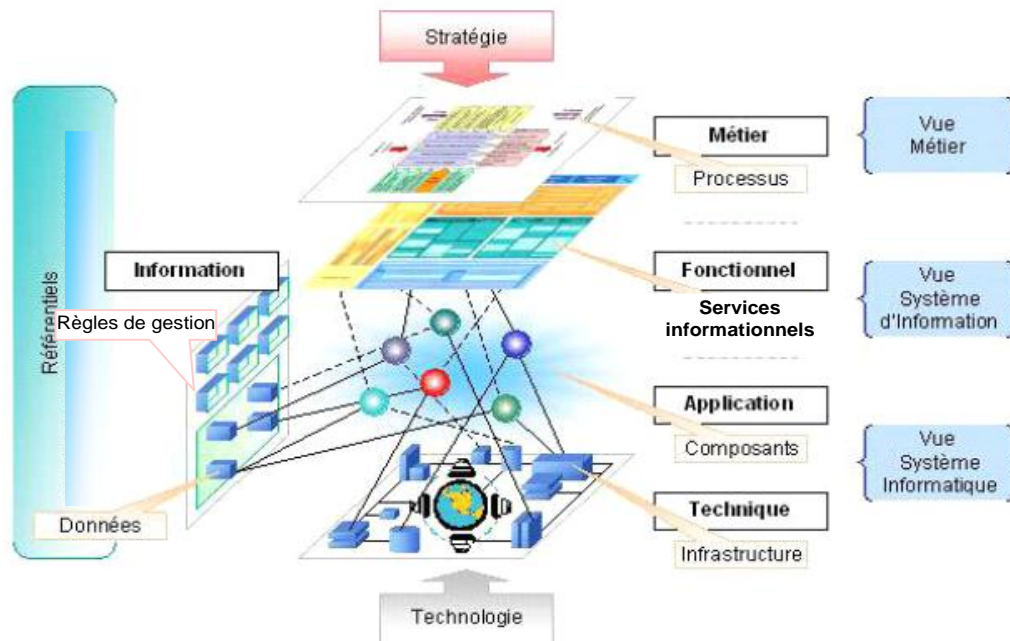 Stratégie
Référentiels
Information
Règles de gestion
Données
Métier
Processus
Fonctionnel
Services
informationnels
Application
Composants
Technique
Infrastructure
Vue
Métier
Vue
Système
d'Information
Vue
Système
Informatique
Technologie